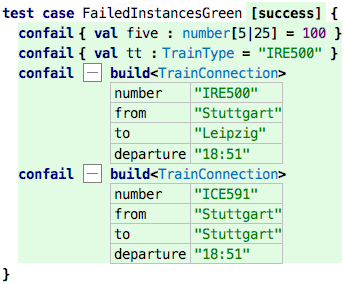 test case FailedInstancesGreen [success] {
confail { val five : number[5|25] = 100 }
confail { val tt : TrainType = "IRE500" }
confail build<TrainConnection>
number "IRE500"
from "Stuttgart"
to "Leipzig"
departure "18:51"
confail build<TrainConnection>
number "ICE591"
from "Stuttgart"
to "Stuttgart"
departure "18:51"
}